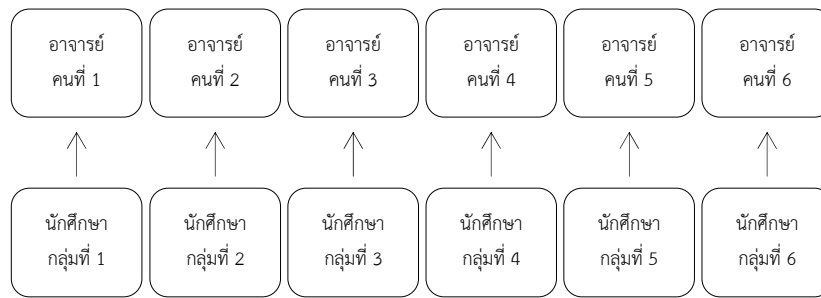 อาจารย์
คนที่ 1
อาจารย์
คนที่ 2
อาจารย์
คนที่ 3
อาจารย์
คนที่ 4
อาจารย์
คนที่ 5
อาจารย์
คนที่ 6
นักศึกษา
กลุ่มที่ 1
นักศึกษา
กลุ่มที่ 2
นักศึกษา
กลุ่มที่ 3
นักศึกษา
กลุ่มที่ 4
นักศึกษา
กลุ่มที่ 5
นักศึกษา
กลุ่มที่ 6